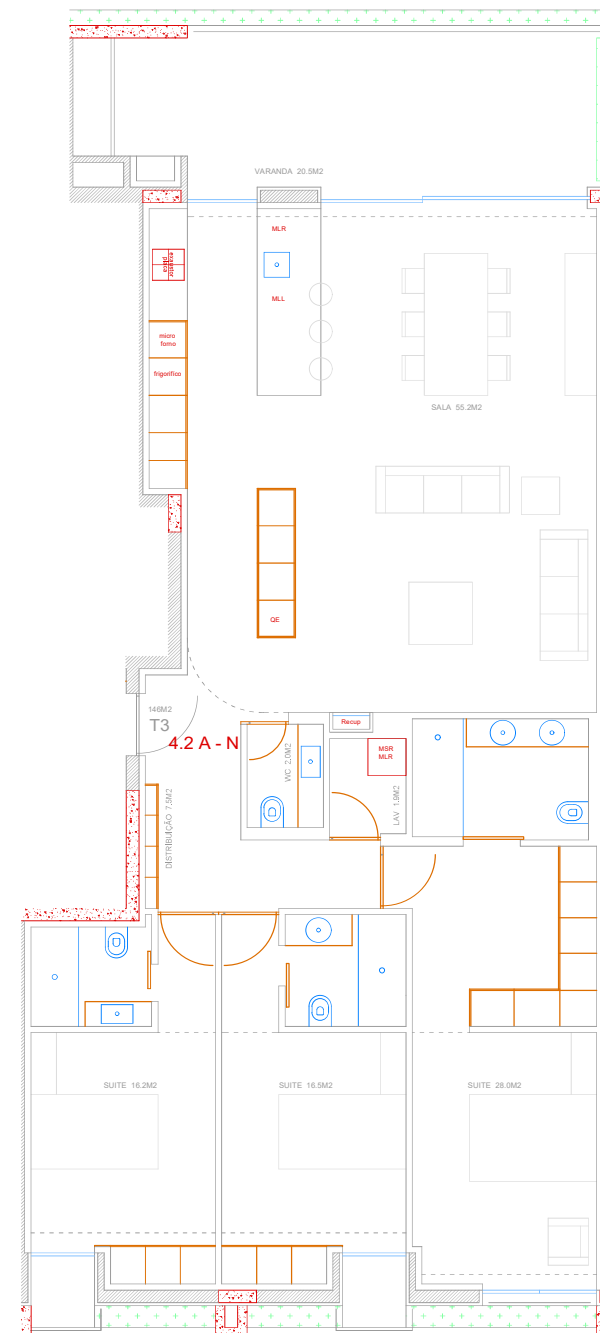 VARANDA 20.5M2
MLR
exaustor
placa
MLL
micro
forno
frigorífico
SALA 55.2M2
QE
146M2
T3
4.2 A - N
Recup
WC 2.0M2
MSR
MLR
LAV 1.9M2
DISTRIBUIÇÃO 7.5M2
SUITE 16.2M2
SUITE 16.5M2
SUITE 28.0M2